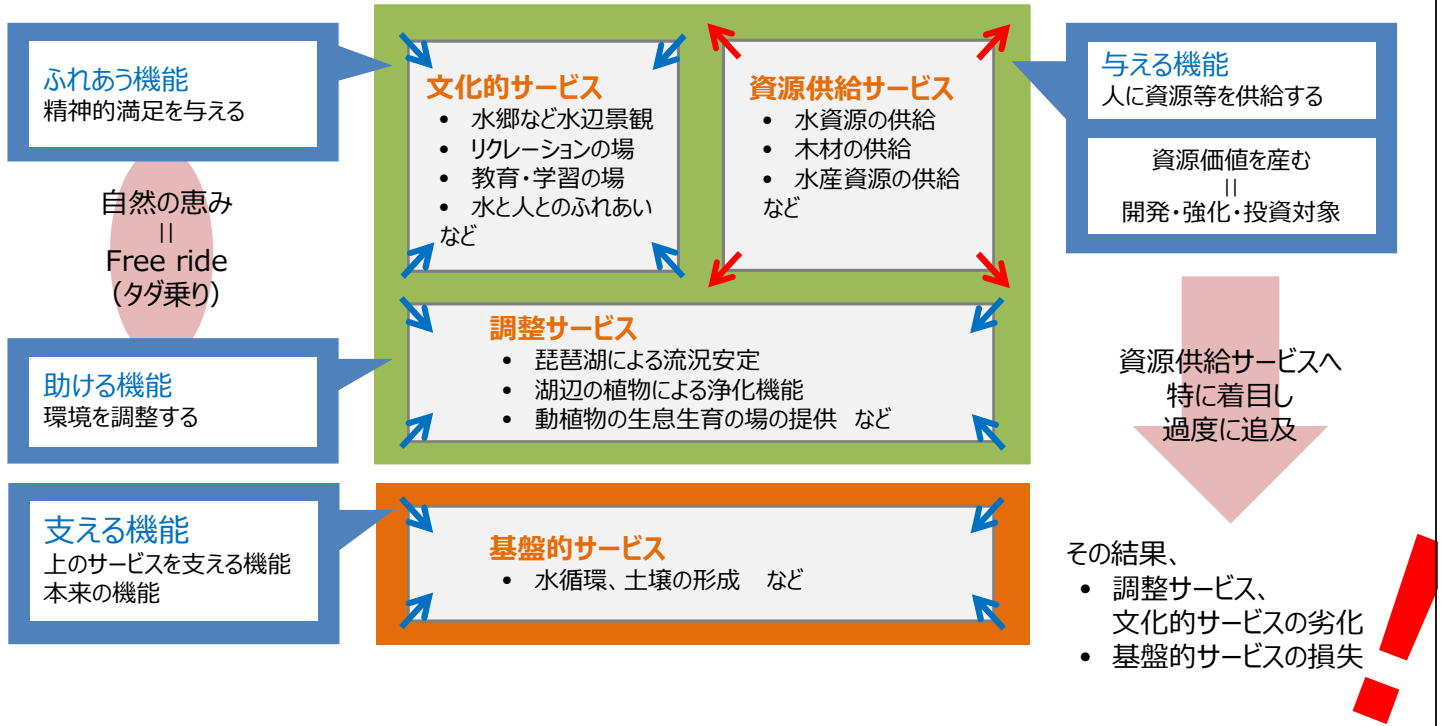 ふれあう機能
精神的満足を与える
自然の恵み
||
Free ride
(タダ乗り)
助ける機能
環境を調整する
支える機能
上のサービスを支える機能
本来の機能
文化的サービス
• 水郷など水辺景観
• リクレーションの場
• 教育・学習の場
• 水と人とのふれあい
など
資源供給サービス
• 水資源の供給
• 木材の供給
• 水産資源の供給
など
調整サービス
• 琵琶湖による流況安定
• 湖辺の植物による浄化機能
• 動植物の生息生育の場の提供 など
基盤的サービス
• 水循環、土壌の形成 など
与える機能
人に資源等を供給する
資源価値を産む
||
開発・強化・投資対象
資源供給サービスへ
特に着目し
過度に追及
その結果、
• 調整サービス、
文化的サービスの劣化
• 基盤的サービスの損失
!